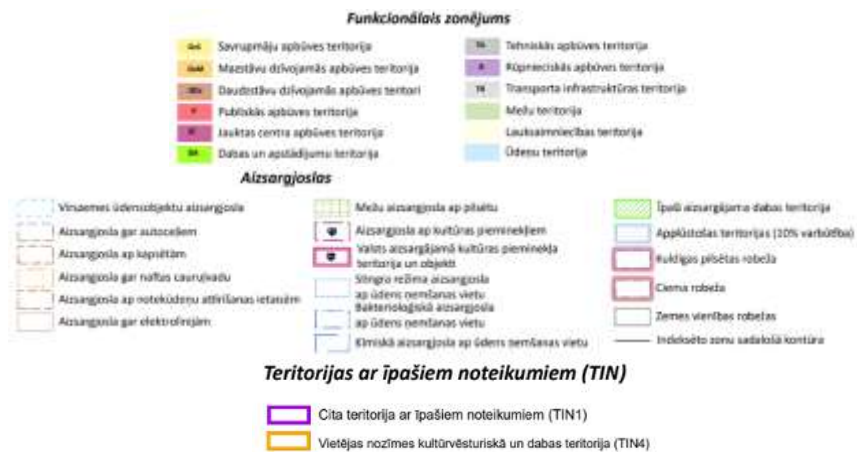 Funkcionālais zonējums
Savrupmāju apbūves teritorija
Mazstāvu dzīvojamās apbūves teritorija
Daudzstāvu dzīvojamās apbūves teritori
P
Publiskās apbūves teritorija
Jauktas centra apbūves teritorija
Dabas un apstādījumu teritorija
TA
Tehniskās apbūves teritorija
R
Rūpnieciskās apbūves teritorija
TR
Transporta infrastruktūras teritorija
Mežu teritorija
Lauksaimniecības teritorija
Ūdeņu teritorija
Aizsargjoslas
Virszemes ūdensobjektu aizsargjosla
Aizsargjosla gar autoceļiem
Aizsargjosla ap kapsētām
Aizsargjosla gar naftas cauruļvadu
Aizsargjosla ap notekūdeņu attīrīšanas ietaisēm
Aizsargjosla gar elektrolīnijām
Mežu aizsargjosla ap pilsētu
Aizsargjosla ap kultūras pieminekļiem
Valsts aizsargājamā kultūras pieminekļa
teritorija un objekti
Stingra režīma aizsargjosla
ap ūdens ņemšanas vietu
Bakterioloģiskā aizsargjosla
ap ūdens ņemšanas vietu
Ķīmiskā aizsargjosla ap ūdens ņemšanas vietu
Īpaši aizsargājama dabas teritorija
Applūstošas teritorijas (10% varbūtība)
Kuldīgas pilsētas robeža
Ciema robeža
Zemes vienības robežas
Indeksēto zonu sadalošā kontūra
Teritorijas ar īpašiem noteikumiem (TIN)
Cita teritorija ar īpašiem noteikumiem (TIN1)
Vietējas nozīmes kultūrvēsturiskā un dabas teritorija (TIN4)